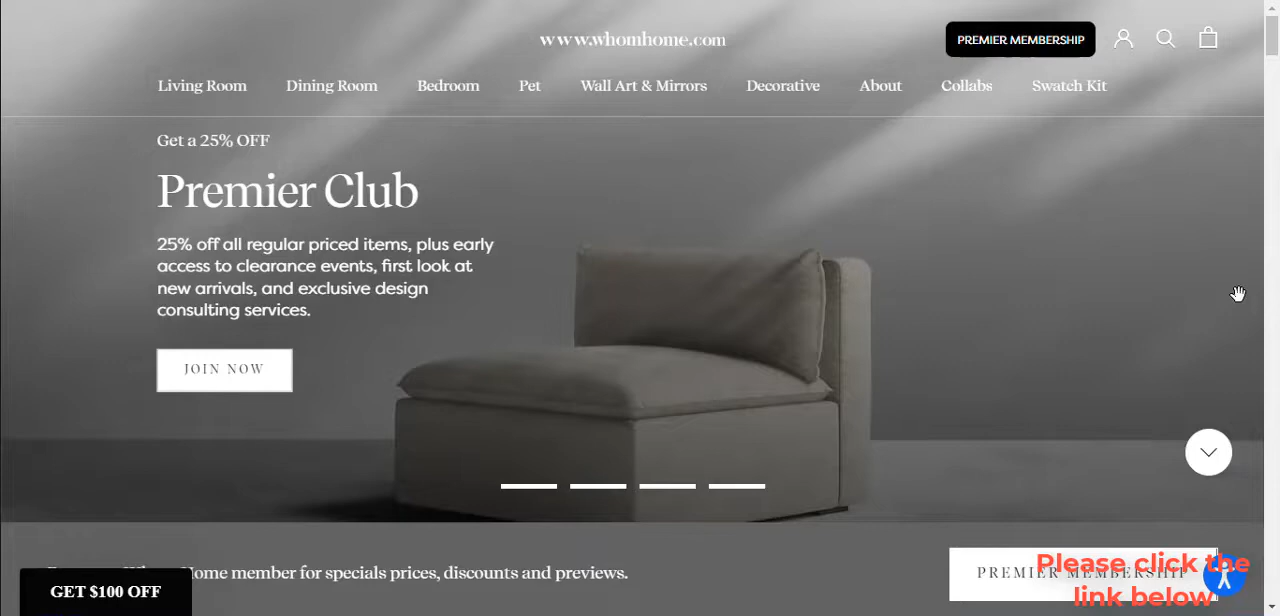 www.whomhome.com
PREMIER MEMBERSHIP
Living Room Dining Room Bedroom Pet Wall Art & Mirrors Decorative About Collabs Swatch Kit
Get a 25% OFF
Premier Club
25% off all regular priced items, plus early
access to clearance events, first look at
new arrivals, and exclusive design
consulting services.
JOIN NOW
Home member for specials prices, discounts and previews.
PREMIER MEMBERSHIP
GET $100 OFF
Please click the
link below